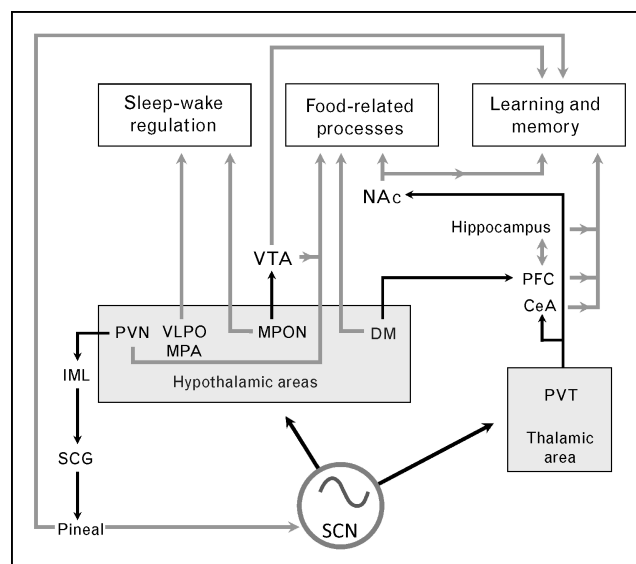 Sleep-wake
regulation
Food-related
processes
Learning and
memory
NAc
Hippocampus
VTA
PFC
CeA
PVN
VLPO
MPA
MPON
DM
Hypothalamic areas
IML
PVT
Thalamic
area
SCG
Pineal
SCN